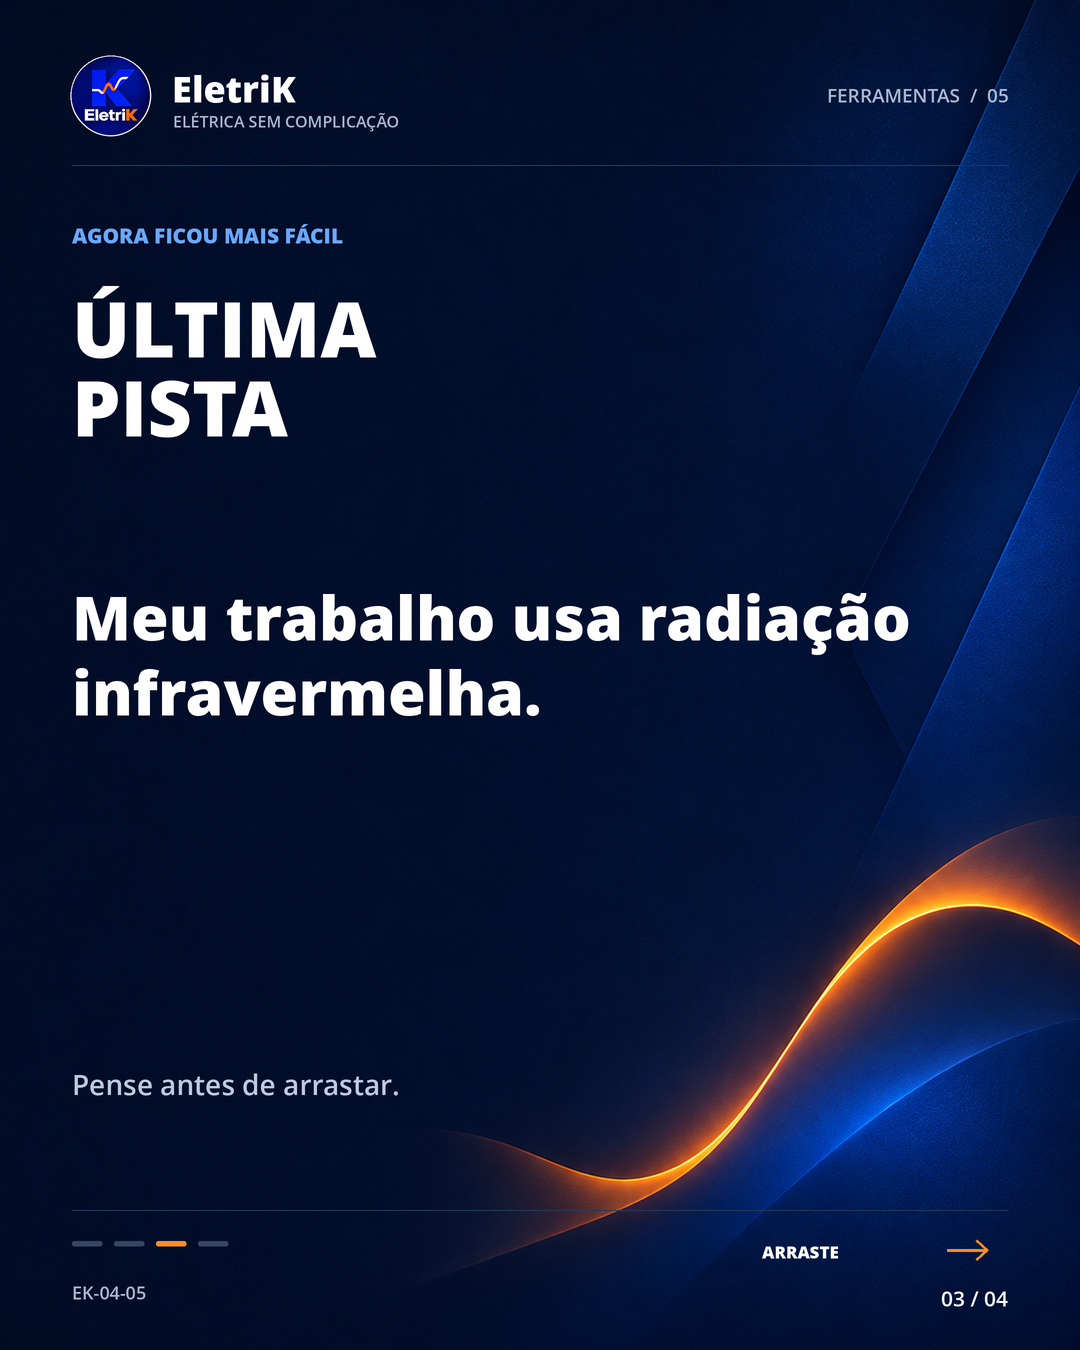 EletriK
EletriK
ELÉTRICA SEM COMPLICAÇÃO
FERRAMENTAS / 05
AGORA FICOU MAIS FÁCIL
ÚLTIMA
PISTA
Meu trabalho usa radiação
infravermelha.
Pense antes de arrastar.
ARRASTE
EK-04-05
03 / 04